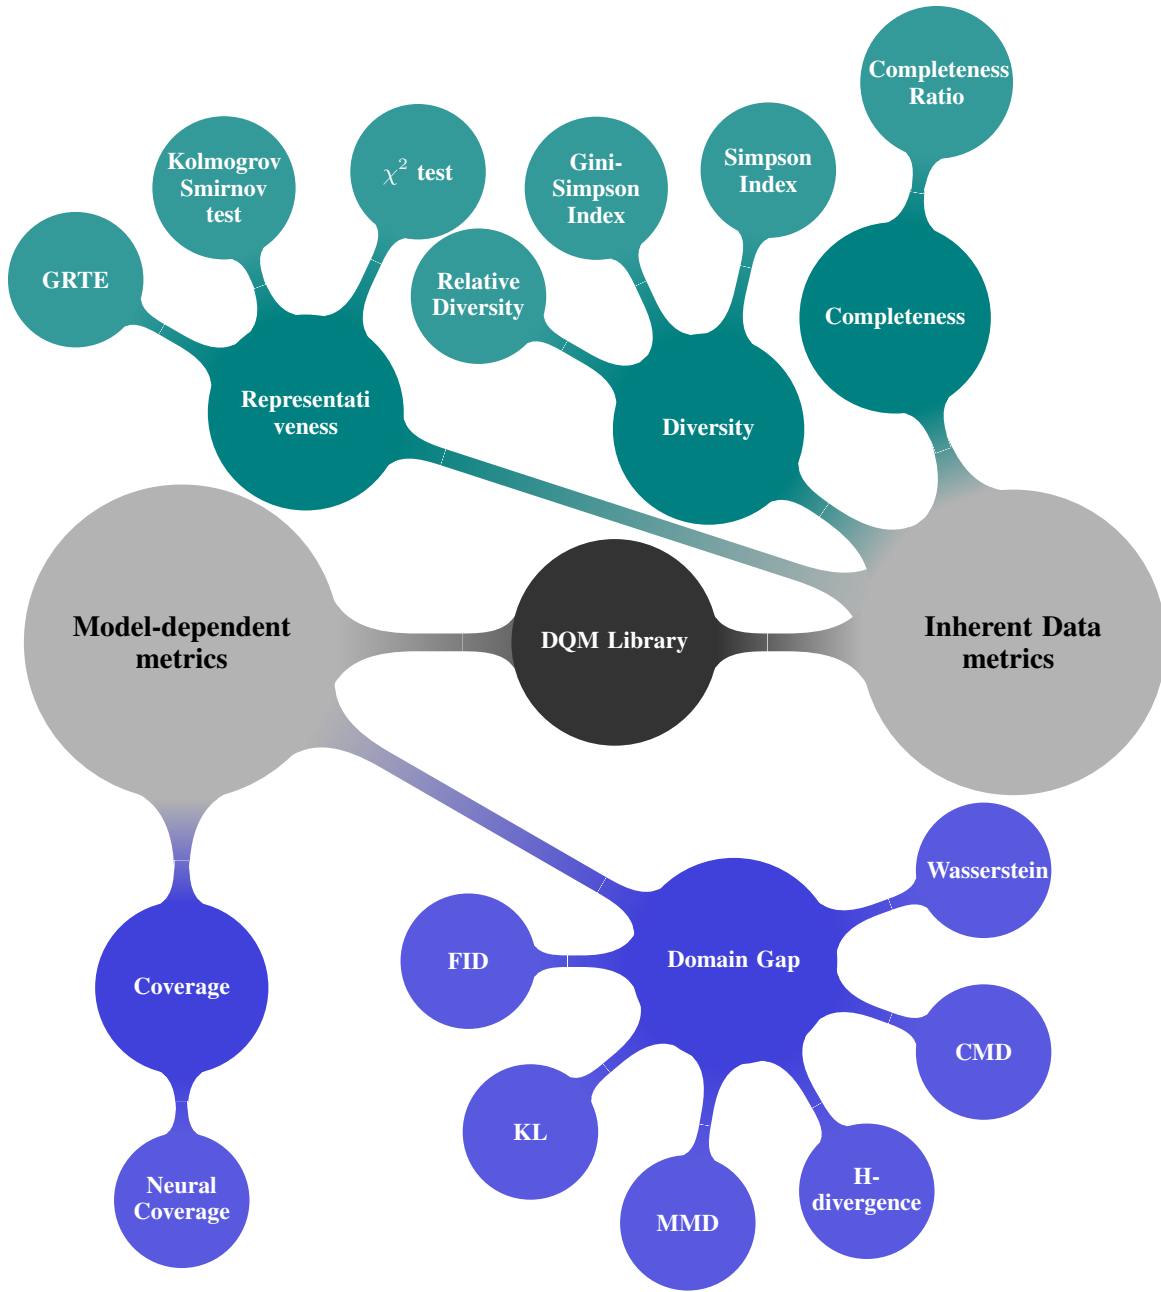 Completeness
Ratio
Kolmogrov
Smirnov
test
χ² test
Gini-
Simpson
Index
Simpson
Index
GRTE
Relative
Diversity
Completeness
Representati
veness
Diversity
Model-dependent
metrics
DQM Library
Inherent Data
metrics
Wasserstein
FID
Domain Gap
Coverage
CMD
KL
Neural
Coverage
MMD
H-
divergence